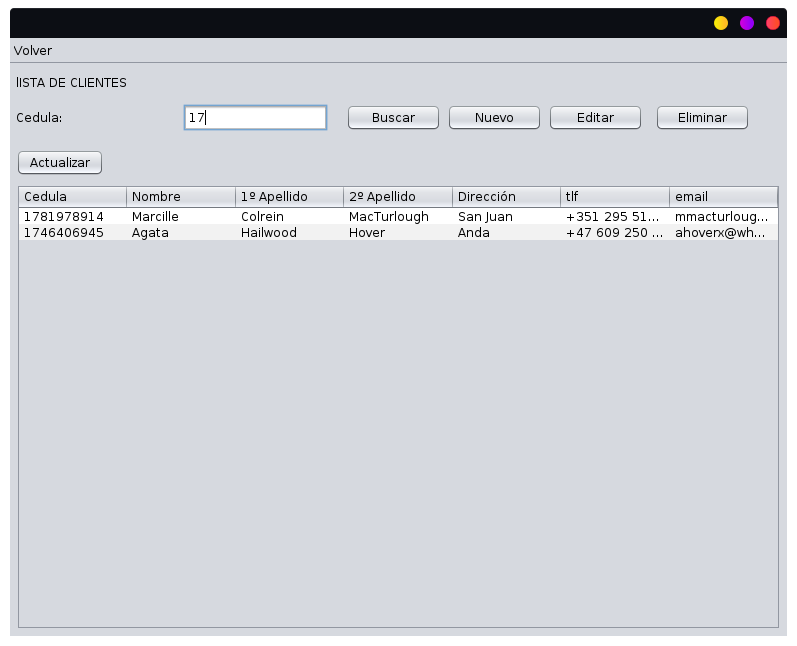 Volver
lISTA DE CLIENTES
Cedula: 17 Buscar Nuevo Editar Eliminar
Actualizar
Cedula Nombre 1º Apellido 2º Apellido Dirección tlf email
1781978914 Marcille Colrein MacTurlough San Juan +351 295 51... mmacturloug...
1746406945 Agata Hailwood Hover Anda +47 609 250 ... ahoverx@wh...